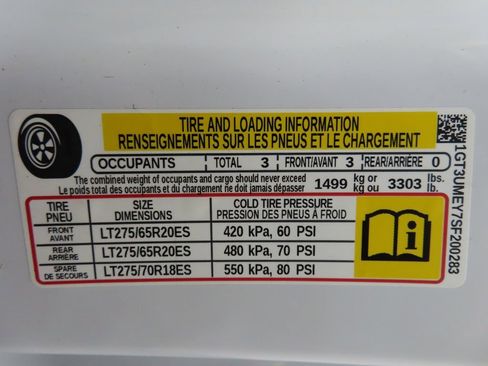 TIRE AND LOADING INFORMATION
RENSEIGNEMENTS SUR LES PNEUS ET LE CHARGEMENT
OCCUPANTS TOTAL 3 FRONT/AVANT 3 REAR/ARRIÈRE 0
The combined weight of occupants and cargo should never exceed
Le poids total des occupants et du chargement ne doit jamais dépasser
1499 kg or kg ou 3303 lbs. lb.
TIRE PNEU SIZE DIMENSIONS COLD TIRE PRESSURE PRESSION DES PNEUS À FROID
FRONT AVANT LT275/65R20ES 420 kPa, 60 PSI
REAR ARRIÈRE LT275/65R20ES 480 kPa, 70 PSI
SPARE DE SECOURS LT275/70R18ES 550 kPa, 80 PSI
1GT3UMEY7SF200283